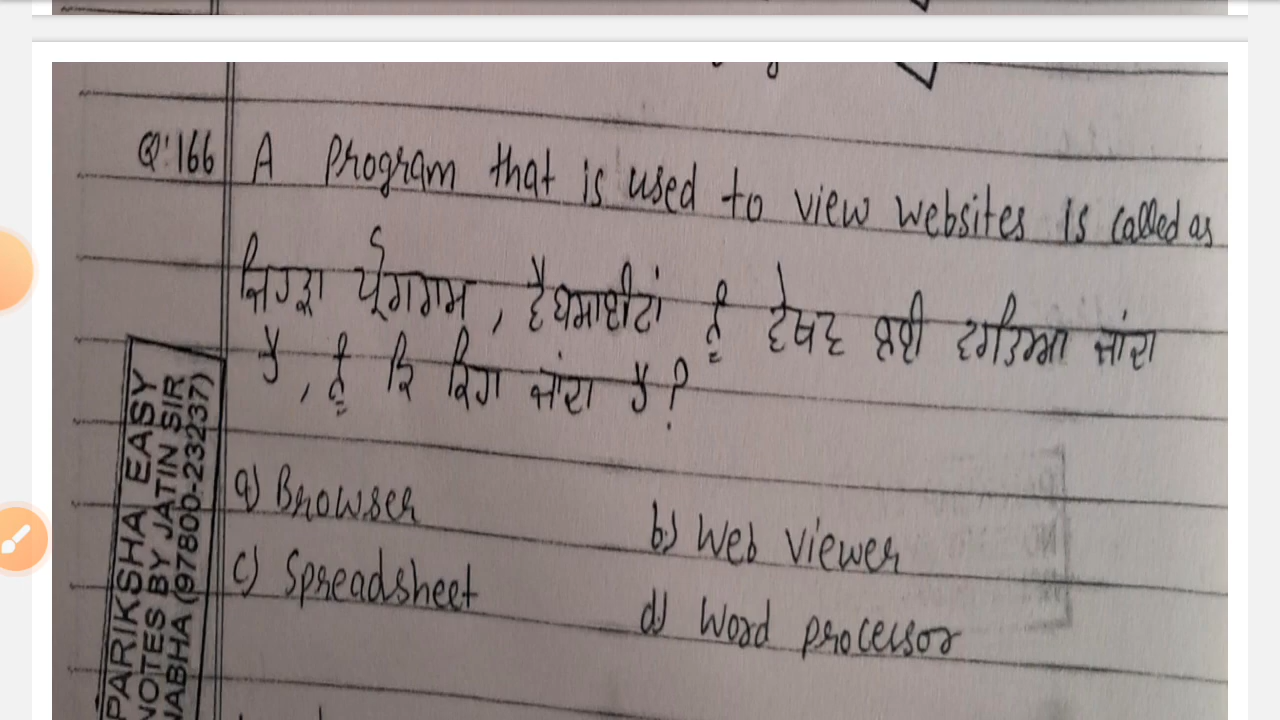 Q:166 A program that is used to view websites is called as
ਜਿਹੜਾ ਪ੍ਰੋਗਰਾਮ, ਵੈਬਸਾਈਟਾਂ ਨੂੰ ਦੇਖਣ ਲਈ ਵਰਤਿਆ ਜਾਂਦਾ
ਹੈ, ਨੂੰ ਕਿ ਕਿਹਾ ਜਾਂਦਾ ਹੈ?
a) Browser
b) Web viewer
c) Spreadsheet
d) Word processor
PARIKSHA EASY
NOTES BY JATIN SIR
NABHA (97800-232237)